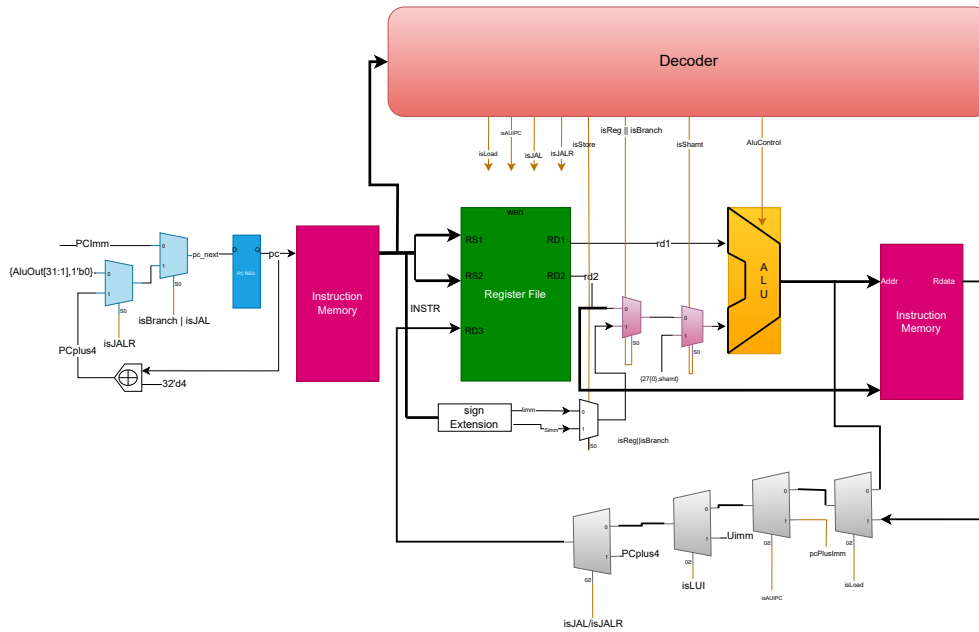 Decoder
isLoad
isAUIPC
isJAL
isJALR
isStore
isReg || isBranch
isShamt
AluControl
PCImm
0
1
S0
pc_next
{AluOut[31:1],1'b0}
0
1
S0
isBranch | isJAL
isJALR
PCplus4
32'd4
D
Q
PC REG
pc
Instruction
Memory
INSTR
wen
RS1
RS2
RD3
RD1
RD2
Register File
rd1
rd2
0
1
S0
0
1
S0
{27{0},shamt}
A
L
U
Addr
Rdata
Instruction
Memory
sign
Extension
Iimm
Simm
0
1
S0
isReg||isBranch
0
1
S0
PCplus4
isJAL/isJALR
0
1
S0
Uimm
isLUI
0
1
S0
pcPlusImm
isAUIPC
0
1
S0
isLoad